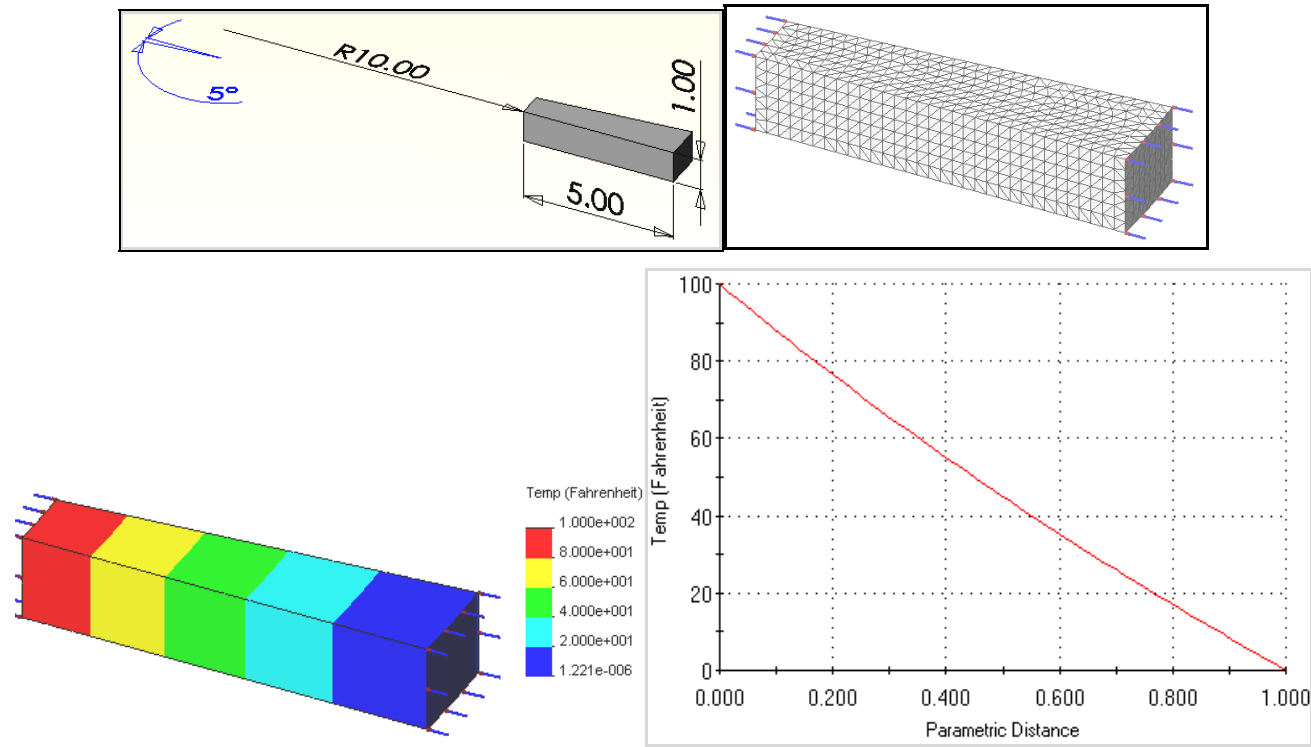 R10.00
1.00
5°
5.00
Temp (Fahrenheit)
1.000e+002
8.000e+001
6.000e+001
4.000e+001
2.000e+001
1.221e-006
100
80
60
40
20
0
Temp (Fahrenheit)
0.000 0.200 0.400 0.600 0.800 1.000
Parametric Distance